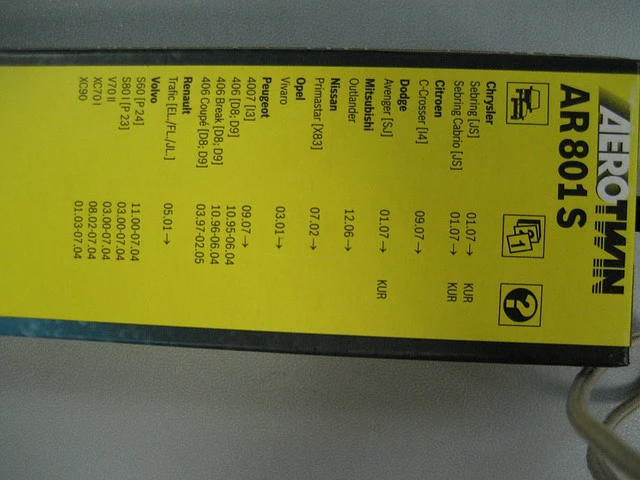 AEROTWIN
AR 801 S
Chrysler
Sebring [JS] 01.07 → KUR
Sebring Cabrio [JS] 01.07 → KUR
Citroen
C-Crosser [I4] 09.07 →
Dodge
Avenger [SJ] 01.07 → KUR
Mitsubishi
Outlander 12.06 →
Nissan
Primastar [X83] 07.02 →
Opel
Vivaro 03.01 →
Peugeot
4007 [I3] 09.07 →
406 [D8; D9] 10.95-06.04
406 Break [D8; D9] 10.96-06.04
406 Coupé [D8; D9] 03.97-02.05
Renault
Trafic [EL./FL./JL.] 05.01 →
Volvo
S60 [P 24] 11.00-07.04
S80 I [P 23] 03.00-07.04
V70 II 03.00-07.04
XC70 I 08.02-07.04
XC90 01.03-07.04